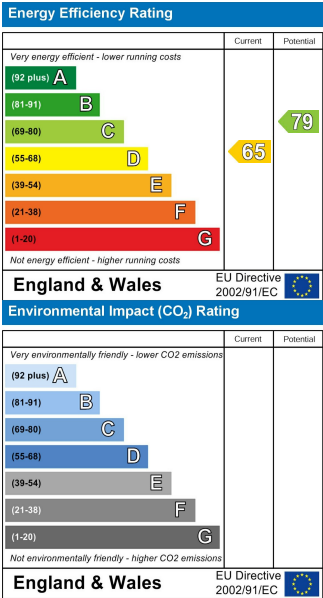 Energy Efficiency Rating
Current Potential
Very energy efficient - lower running costs
(92 plus) A
(81-91) B
(69-80) C
79
(55-68) D
65
(39-54) E
(21-38) F
(1-20) G
Not energy efficient - higher running costs
England & Wales
EU Directive
2002/91/EC
Environmental Impact (CO₂) Rating
Current Potential
Very environmentally friendly - lower CO2 emissions
(92 plus) A
(81-91) B
(69-80) C
(55-68) D
(39-54) E
(21-38) F
(1-20) G
Not environmentally friendly - higher CO2 emissions
England & Wales
EU Directive
2002/91/EC